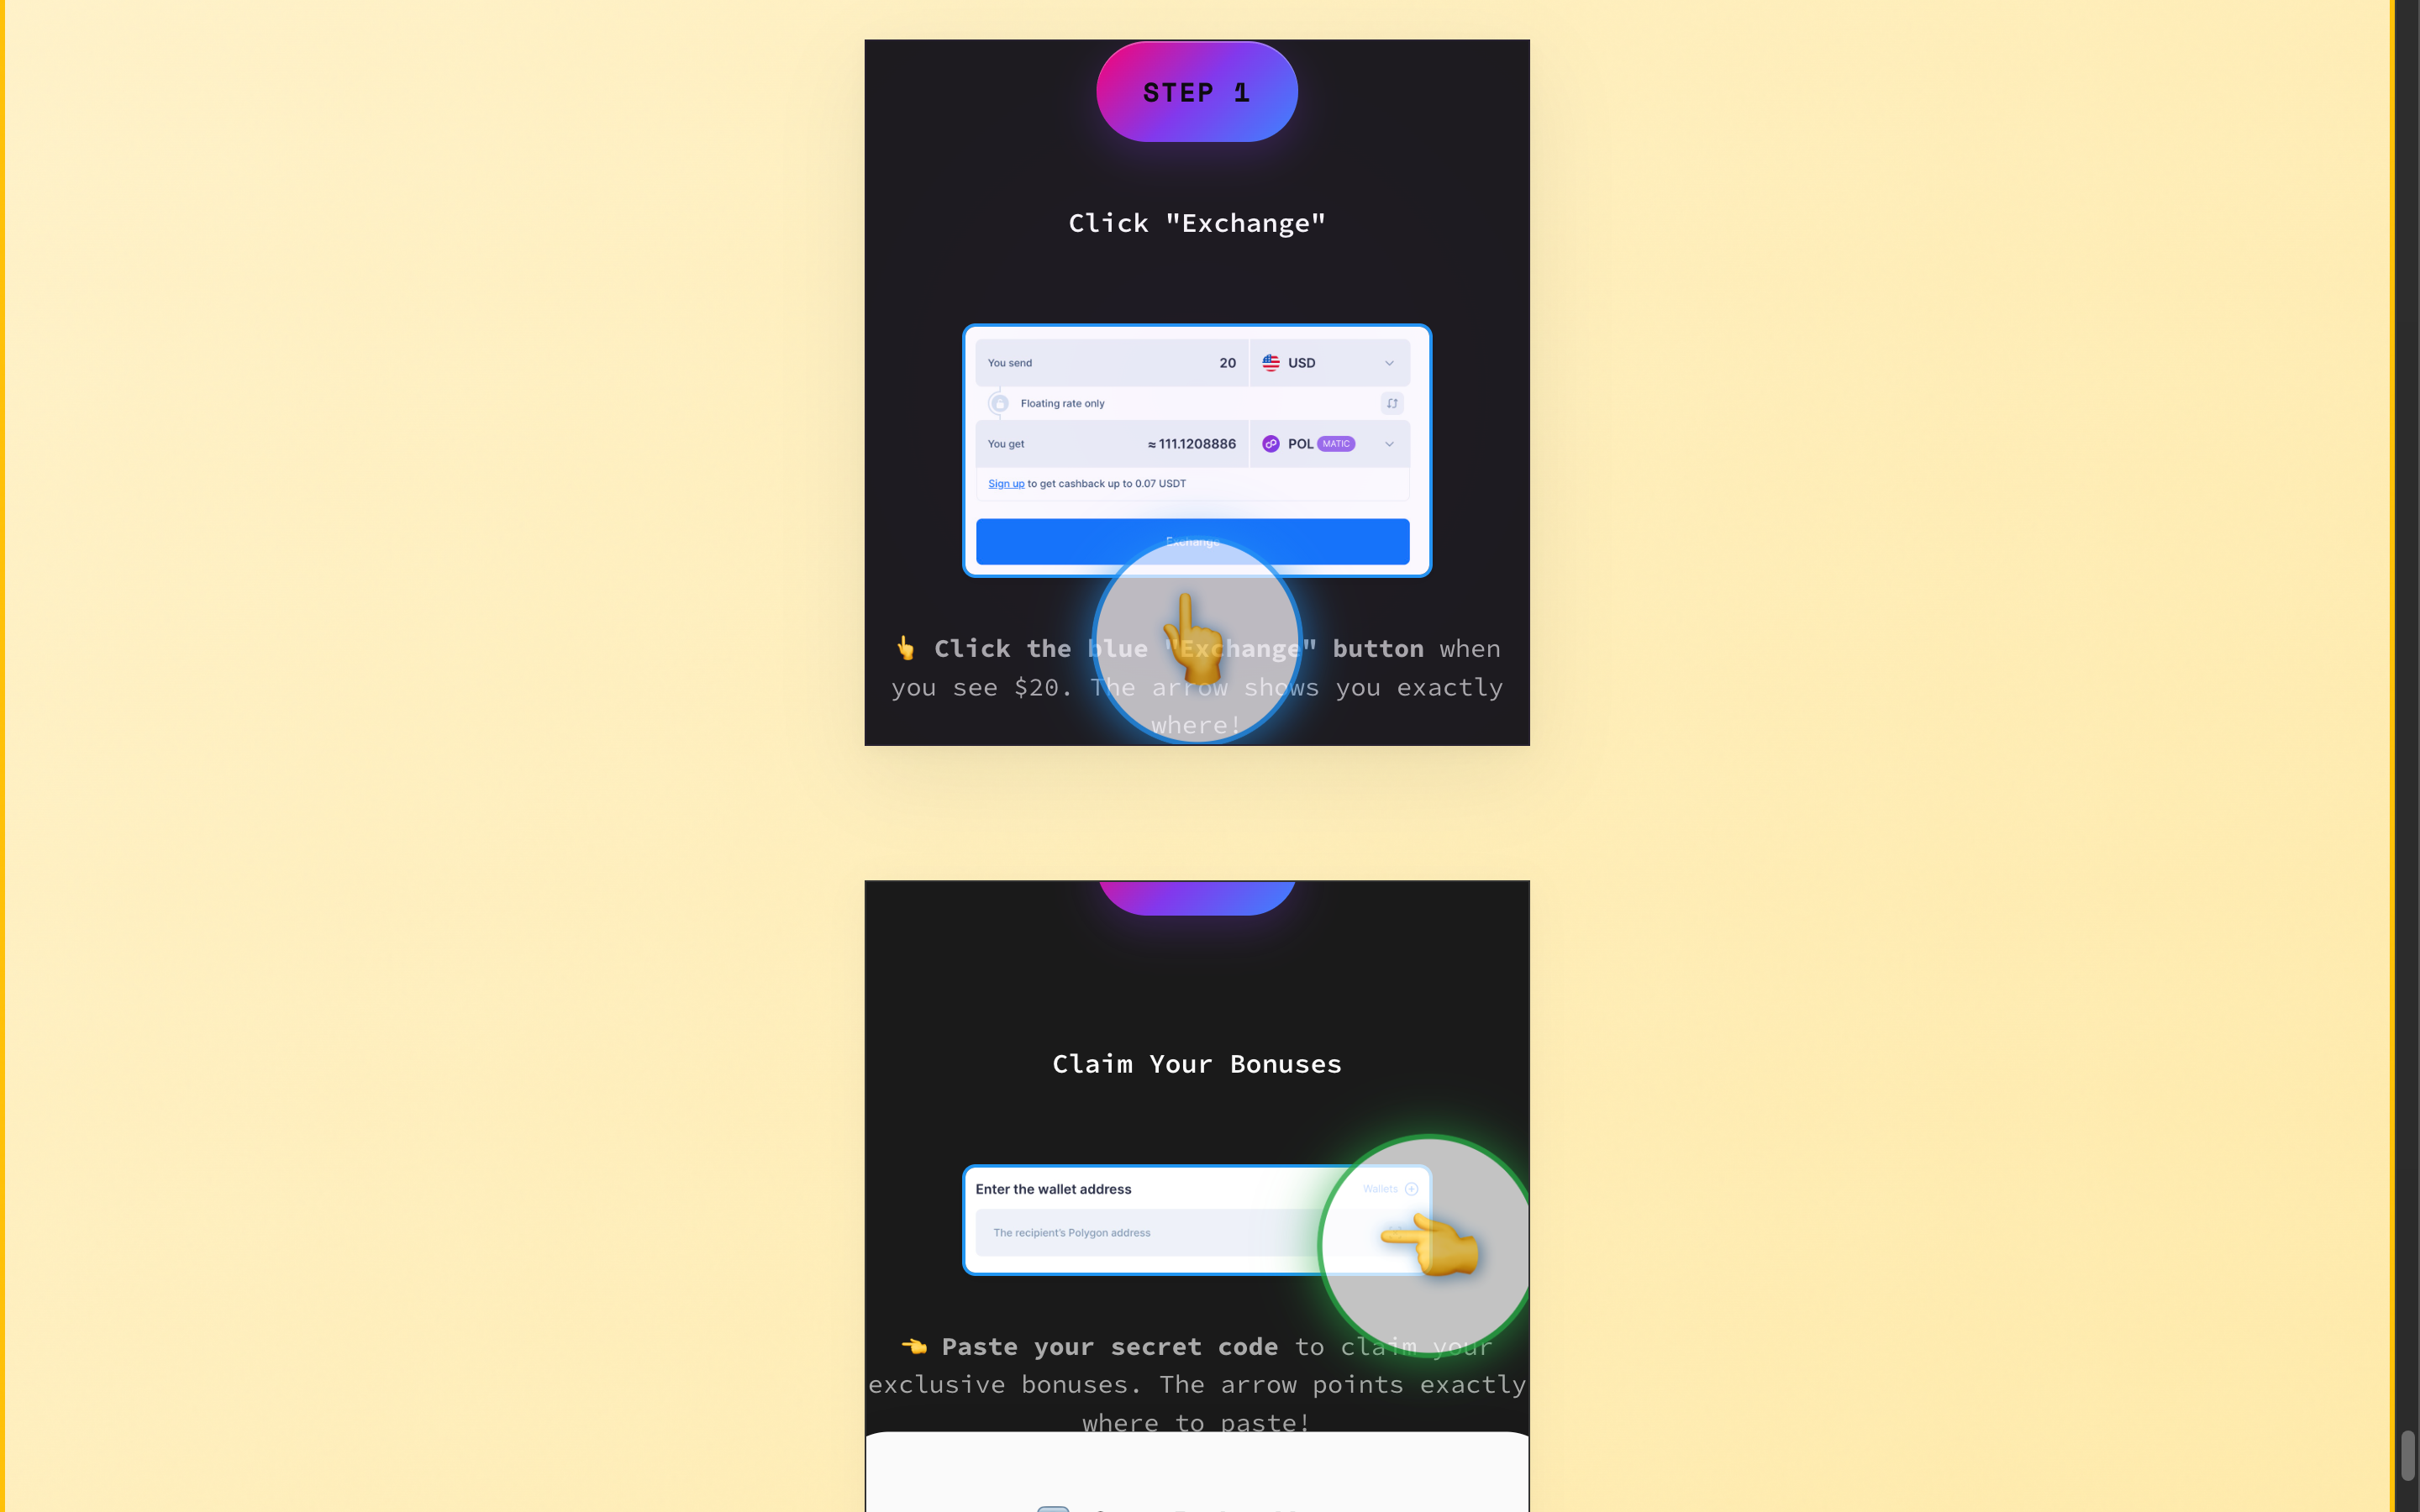 STEP 1
Click "Exchange"
You send 20 USD
Floating rate only
You get ≈ 111.1208886 POL MATIC
Sign up to get cashback up to 0.07 USDT
Exchange
👆 Click the blue "Exchange" button when
you see $20. The arrow shows you exactly
where!
Claim Your Bonuses
Enter the wallet address Wallets
The recipient's Polygon address
👈 Paste your secret code to claim your
exclusive bonuses. The arrow points exactly
where to paste!